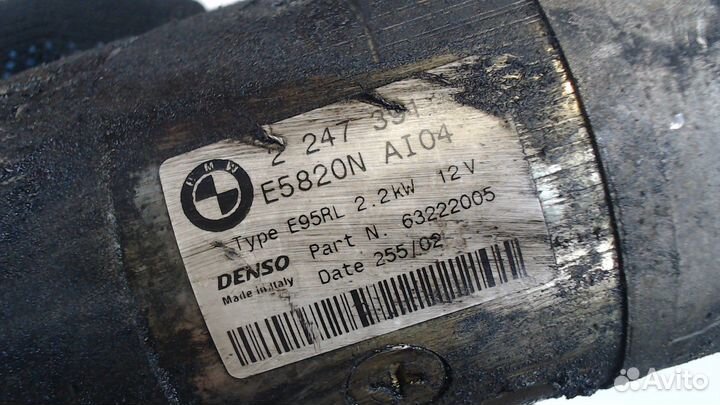 BMW
2 247 391
E5820N AI04
Type E95RL 2.2kW 12V
Part N. 63222005
Date 255/02
DENSO
Made in Italy
Avito